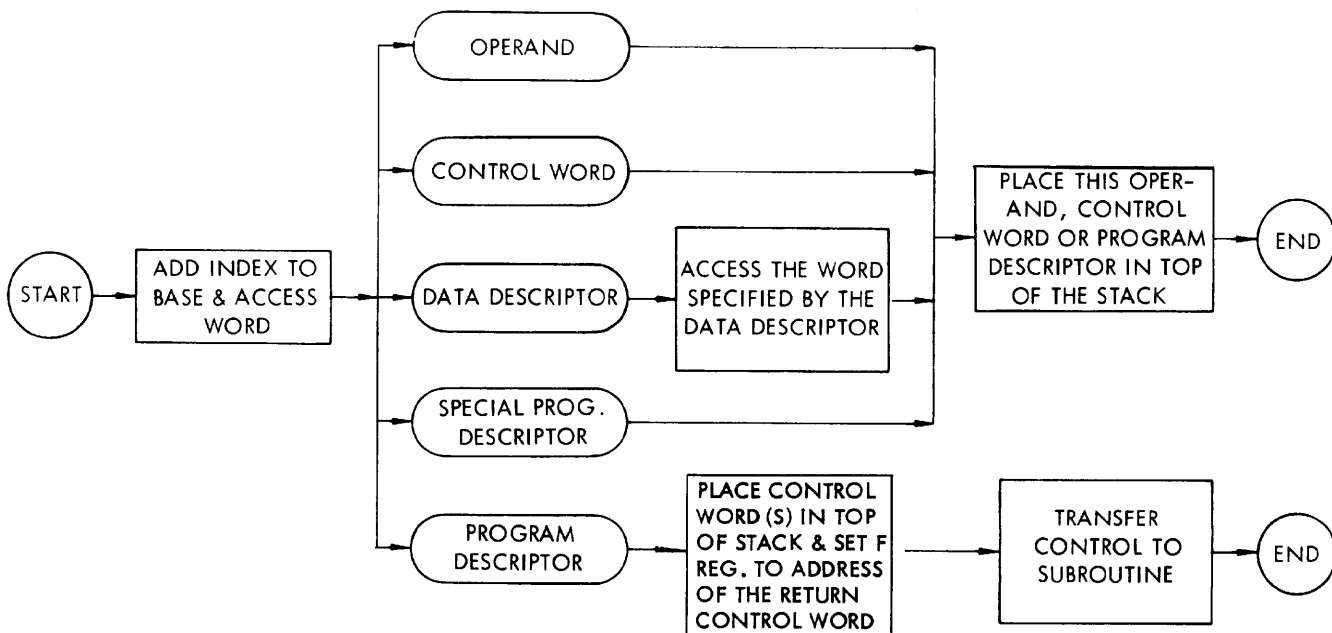 OPERAND
CONTROL WORD
PLACE THIS OPER-
AND, CONTROL
WORD OR PROGRAM
DESCRIPTOR IN TOP
OF THE STACK
END
START
ADD INDEX TO
BASE & ACCESS
WORD
DATA DESCRIPTOR
ACCESS THE WORD
SPECIFIED BY THE
DATA DESCRIPTOR
SPECIAL PROG.
DESCRIPTOR
PROGRAM
DESCRIPTOR
PLACE CONTROL
WORD (S) IN TOP
OF STACK & SET F
REG. TO ADDRESS
OF THE RETURN
CONTROL WORD
TRANSFER
CONTROL TO
SUBROUTINE
END